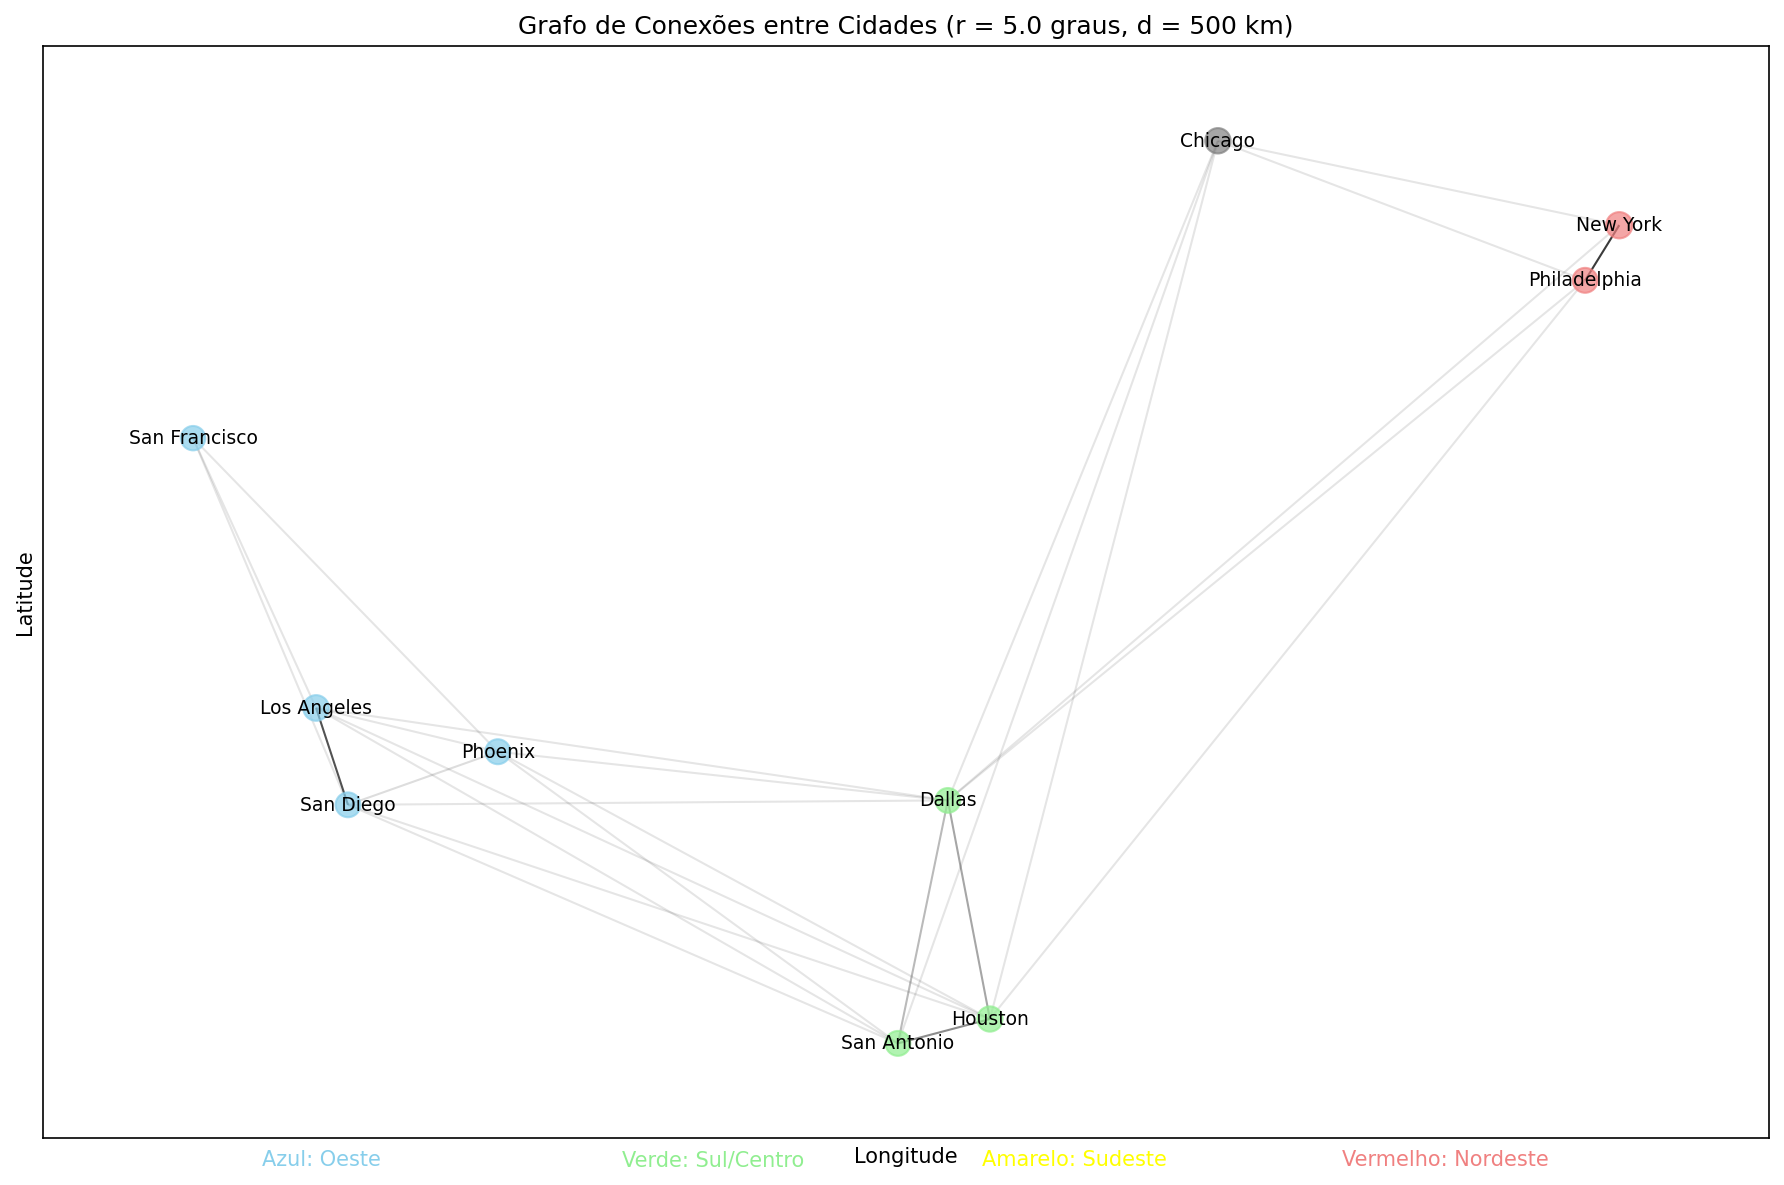 Grafo de Conexões entre Cidades (r = 5.0 graus, d = 500 km)
Chicago
New York
Philadelphia
San Francisco
Latitude
Los Angeles
Phoenix
San Diego
Dallas
Houston
San Antonio
Longitude
Azul: Oeste
Verde: Sul/Centro
Amarelo: Sudeste
Vermelho: Nordeste